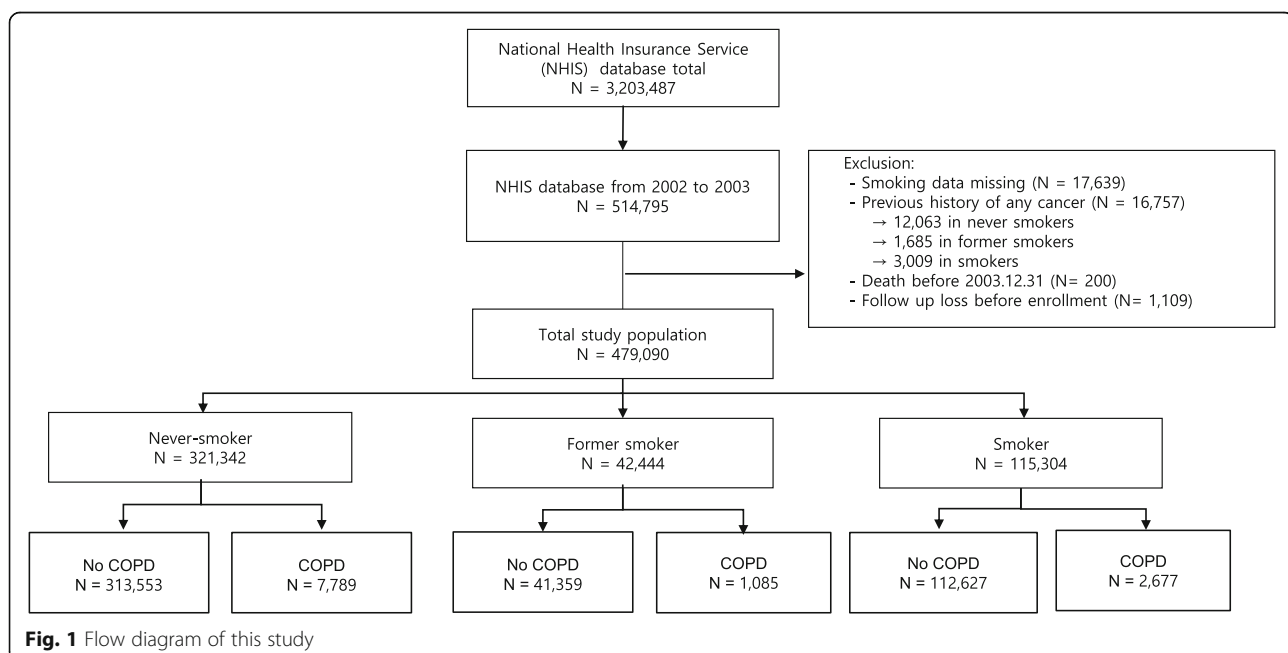 National Health Insurance Service
(NHIS) database total
N = 3,203,487
NHIS database from 2002 to 2003
N = 514,795
Exclusion:
- Smoking data missing (N = 17,639)
- Previous history of any cancer (N = 16,757)
→ 12,063 in never smokers
→ 1,685 in former smokers
→ 3,009 in smokers
- Death before 2003.12.31 (N= 200)
- Follow up loss before enrollment (N= 1,109)
Total study population
N = 479,090
Never-smoker
N = 321,342
Former smoker
N = 42,444
Smoker
N = 115,304
No COPD
N = 313,553
COPD
N = 7,789
No COPD
N = 41,359
COPD
N = 1,085
No COPD
N = 112,627
COPD
N = 2,677
Fig. 1 Flow diagram of this study